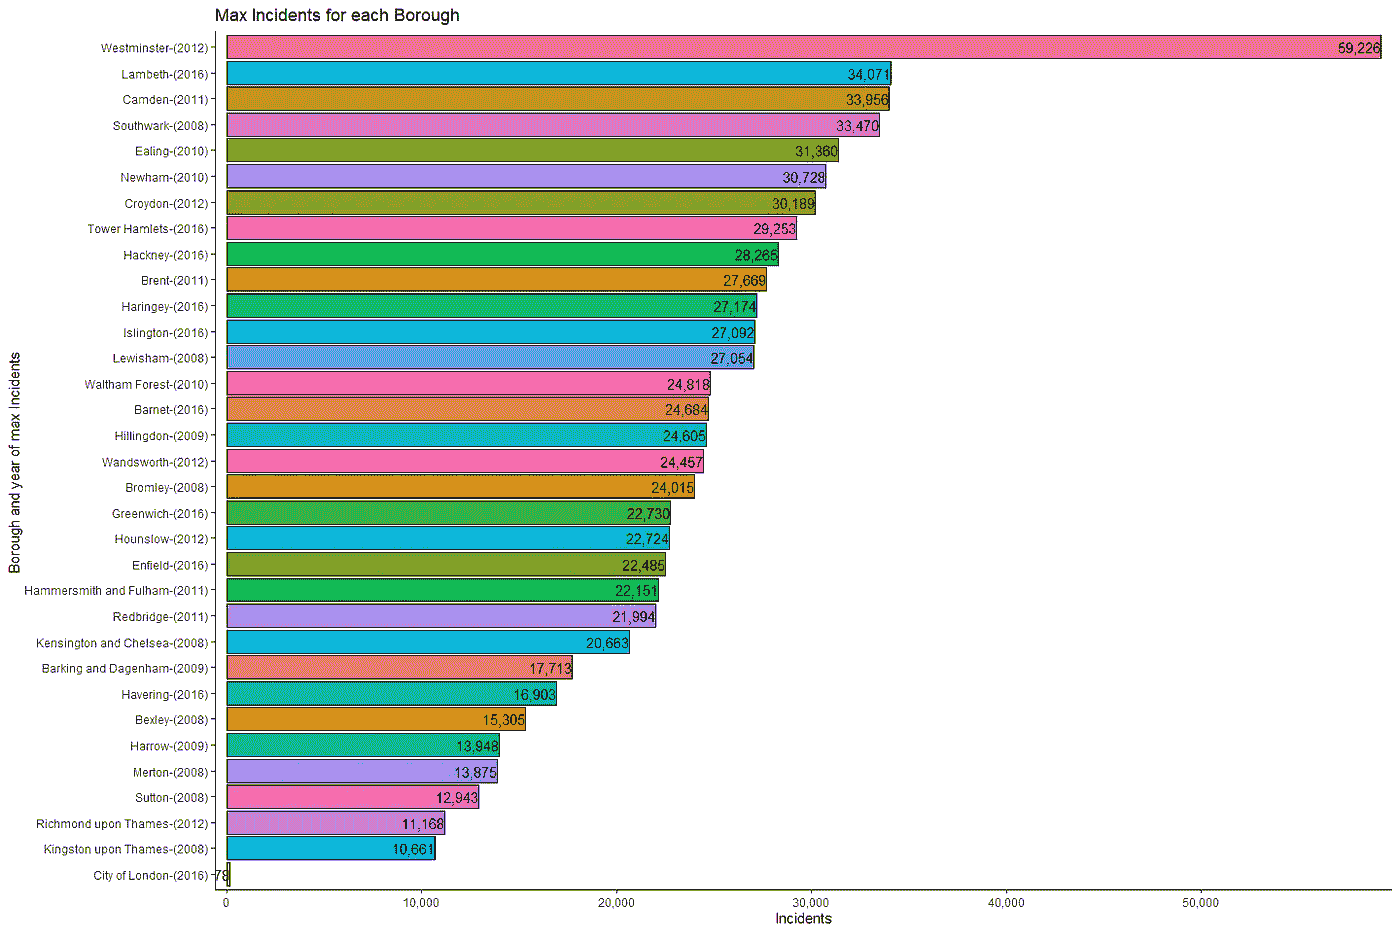 Max Incidents for each Borough
Westminster-(2012) 59,226
Lambeth-(2016) 34,071
Camden-(2011) 33,956
Southwark-(2008) 33,470
Ealing-(2010) 31,360
Newham-(2010) 30,728
Croydon-(2012) 30,189
Tower Hamlets-(2016) 29,253
Hackney-(2016) 28,265
Brent-(2011) 27,669
Haringey-(2016) 27,174
Islington-(2016) 27,092
Lewisham-(2008) 27,054
Waltham Forest-(2010) 24,818
Barnet-(2016) 24,684
Hillingdon-(2009) 24,605
Wandsworth-(2012) 24,457
Bromley-(2008) 24,015
Greenwich-(2016) 22,730
Hounslow-(2012) 22,724
Enfield-(2016) 22,485
Hammersmith and Fulham-(2011) 22,151
Redbridge-(2011) 21,994
Kensington and Chelsea-(2008) 20,663
Barking and Dagenham-(2009) 17,713
Havering-(2016) 16,903
Bexley-(2008) 15,305
Harrow-(2009) 13,948
Merton-(2008) 13,875
Sutton-(2008) 12,943
Richmond upon Thames-(2012) 11,168
Kingston upon Thames-(2008) 10,661
City of London-(2016)
0 10,000 20,000 30,000 40,000 50,000
Incidents
Borough and year of max Incidents